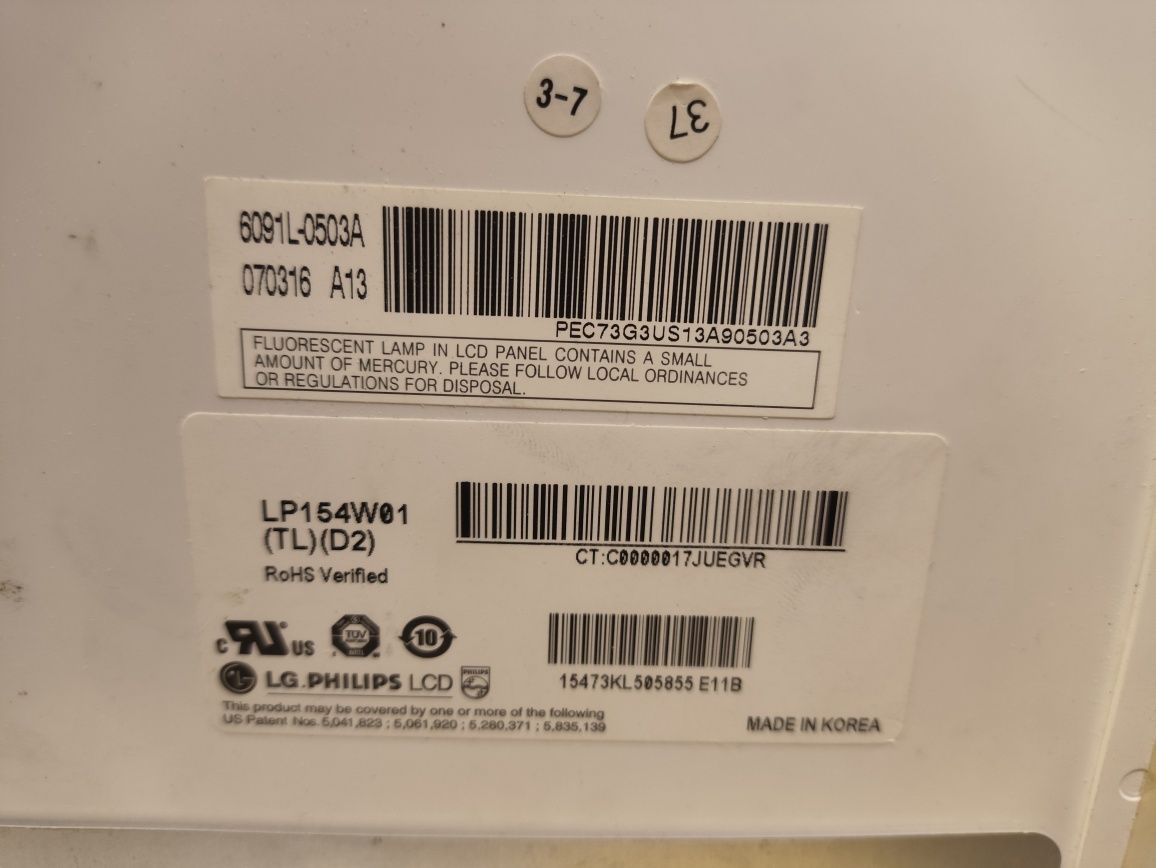 3-7
37
6091L-0503A
070316 A13
PEC73G3US13A90503A3
FLUORESCENT LAMP IN LCD PANEL CONTAINS A SMALL
AMOUNT OF MERCURY. PLEASE FOLLOW LOCAL ORDINANCES
OR REGULATIONS FOR DISPOSAL.
LP154W01
(TL)(D2)
RoHS Verified
CT:C0000017JUEGVR
c RU US TÜV 10
LG.PHILIPS LCD PHILIPS
15473KL505855 E11B
This product may be covered by one or more of the following
US Patent Nos. 5,041,823 ; 5,061,920 ; 5,280,371 ; 5,835,139
MADE IN KOREA